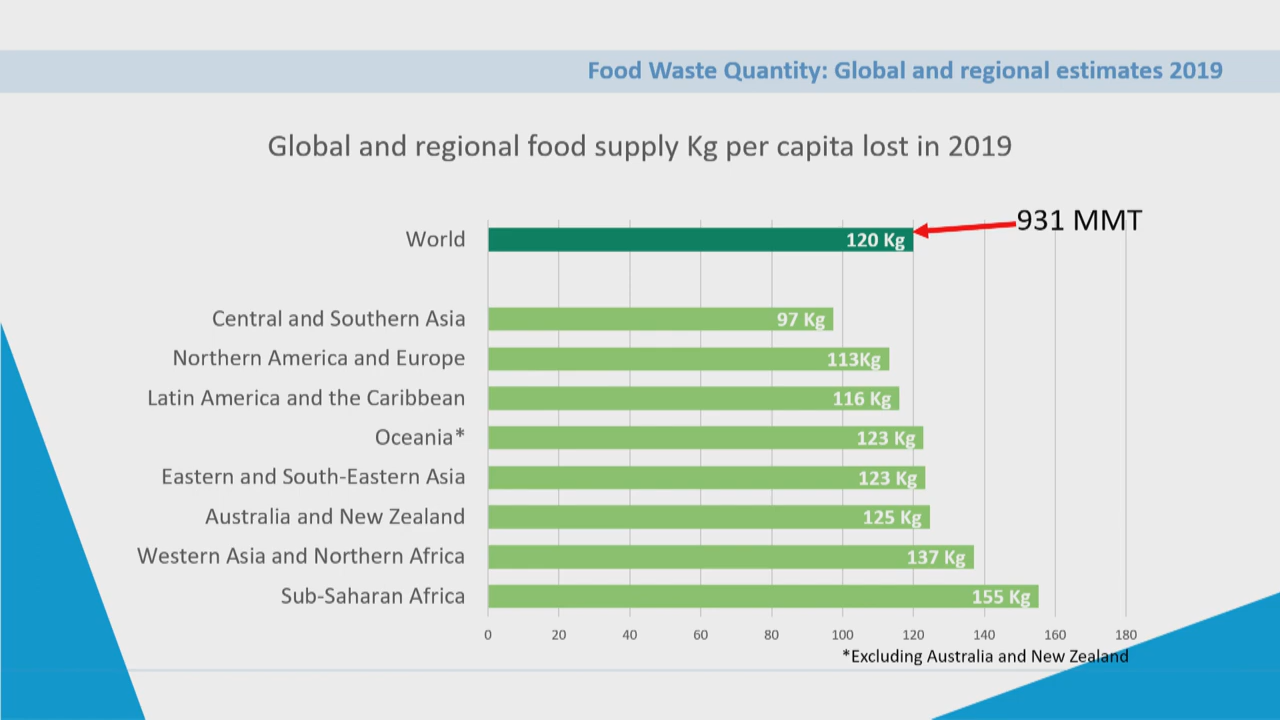 Food Waste Quantity: Global and regional estimates 2019
Global and regional food supply Kg per capita lost in 2019
931 MMT
World 120 Kg
Central and Southern Asia 97 Kg
Northern America and Europe 113Kg
Latin America and the Caribbean 116 Kg
Oceania* 123 Kg
Eastern and South-Eastern Asia 123 Kg
Australia and New Zealand 125 Kg
Western Asia and Northern Africa 137 Kg
Sub-Saharan Africa 155 Kg
0 20 40 60 80 100 120 140 160 180
*Excluding Australia and New Zealand